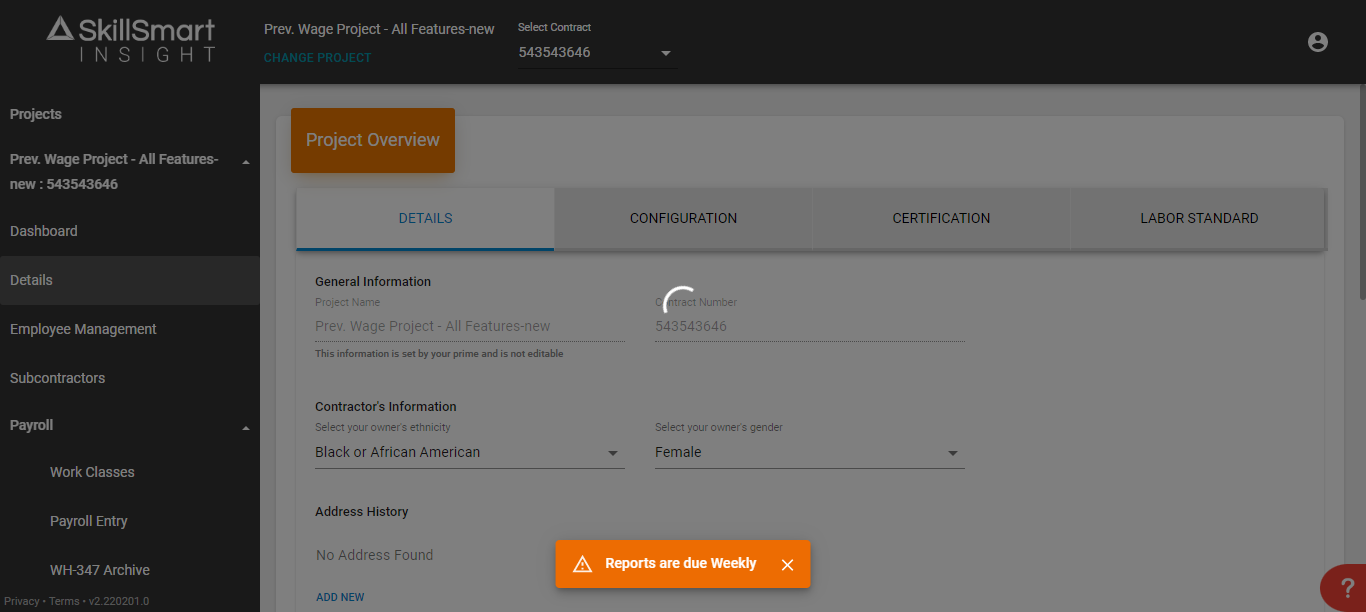 SkillSmart
INSIGHT
Prev. Wage Project - All Features-new
CHANGE PROJECT
Select Contract
543543646
Projects
Prev. Wage Project - All Features-
new : 543543646
Dashboard
Details
Employee Management
Subcontractors
Payroll
Work Classes
Payroll Entry
WH-347 Archive
Privacy • Terms • v2.220201.0
Project Overview
DETAILS
CONFIGURATION
CERTIFICATION
LABOR STANDARD
General Information
Project Name
Prev. Wage Project - All Features-new
This information is set by your prime and is not editable
Contract Number
543543646
Contractor's Information
Select your owner's ethnicity
Black or African American
Select your owner's gender
Female
Address History
No Address Found
ADD NEW
Reports are due Weekly
?